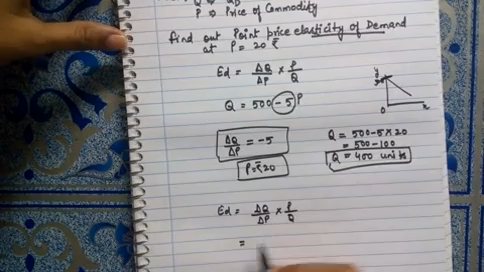 P ⇒ Price of Commodity
Find out Point price elasticity of Demand
at P = 20 ₹
Ed = ΔQ/ΔP × P/Q
Q = 500 - 5P
y
o
x
ΔQ/ΔP = -5
P = ₹20
Q = 500 - 5 × 20
= 500 - 100
Q = 400 units
Ed = ΔQ/ΔP × P/Q
=